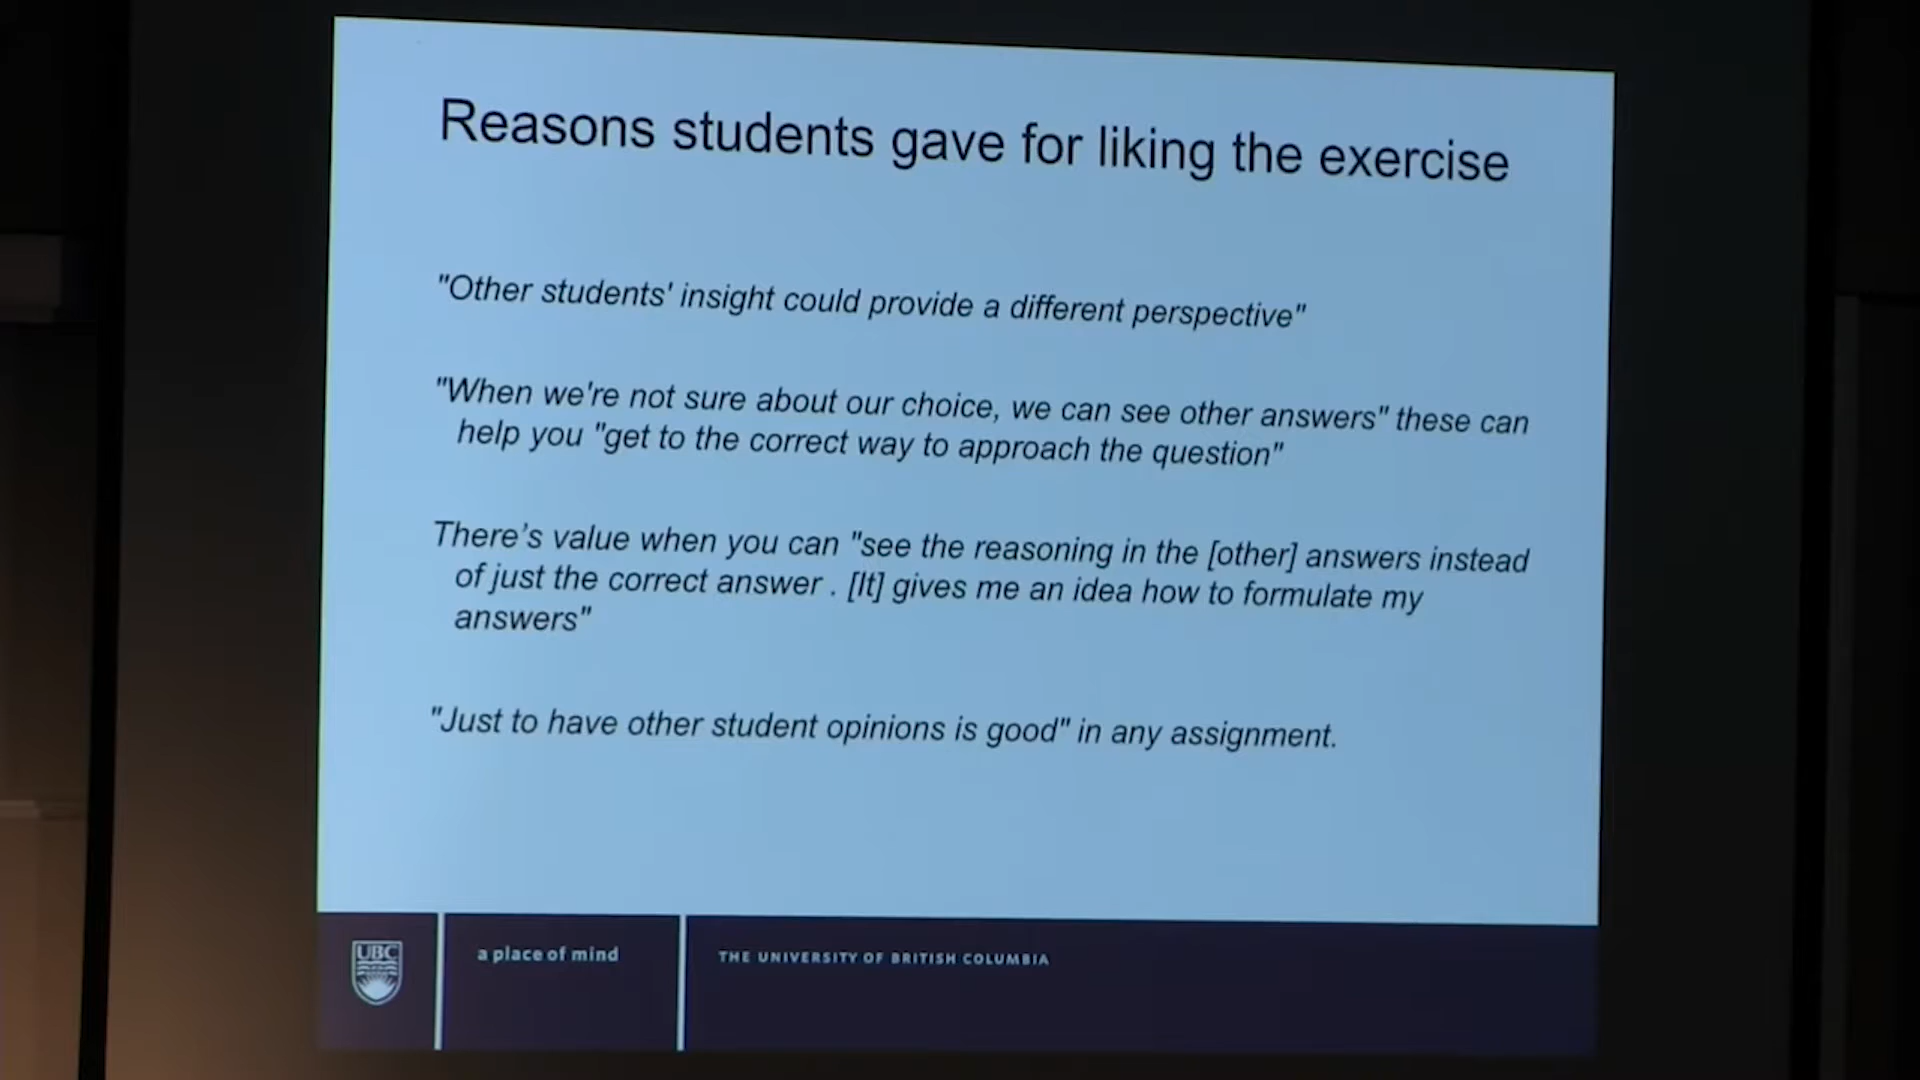 Reasons students gave for liking the exercise
"Other students' insight could provide a different perspective"
"When we're not sure about our choice, we can see other answers" these can
help you "get to the correct way to approach the question"
There’s value when you can "see the reasoning in the [other] answers instead
of just the correct answer . [It] gives me an idea how to formulate my
answers"
"Just to have other student opinions is good" in any assignment.
UBC
a place of mind
THE UNIVERSITY OF BRITISH COLUMBIA